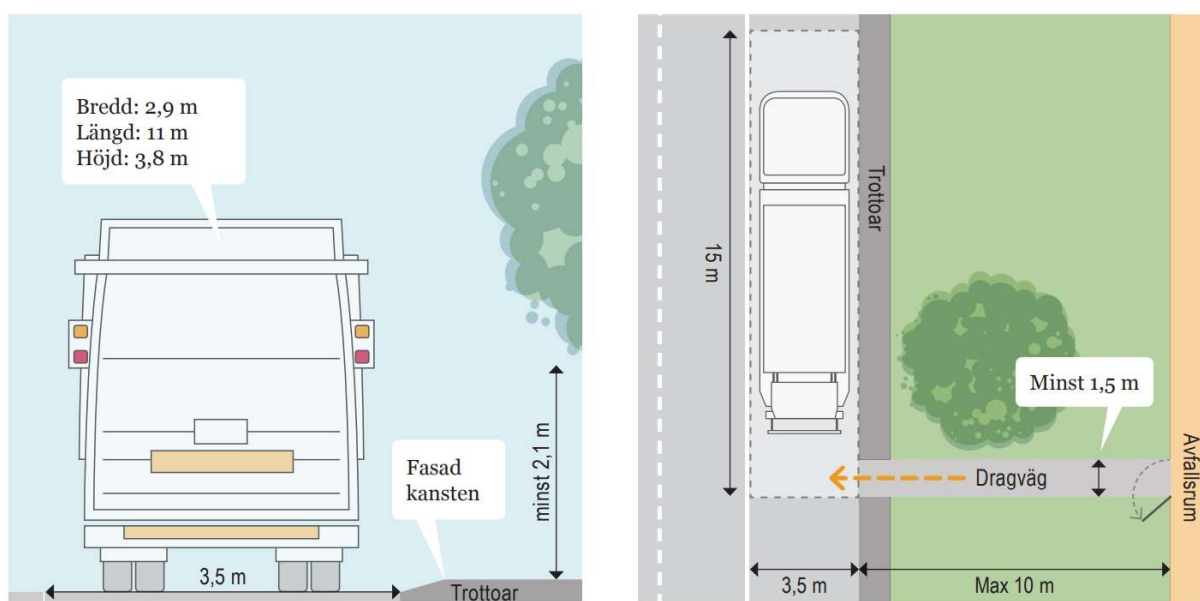 Bredd: 2,9 m
Längd: 11 m
Höjd: 3,8 m
minst 2,1 m
Fasad
kansten
3,5 m
Trottoar
15 m
Trottoar
Minst 1,5 m
Dragväg
Avfallsrum
3,5 m
Max 10 m